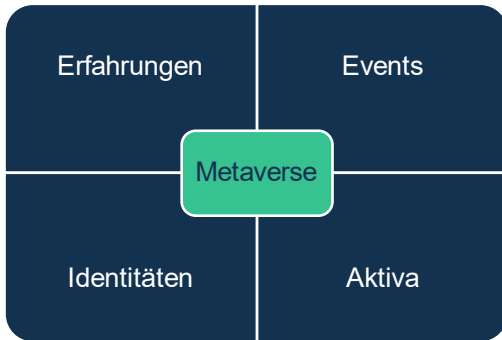 Erfahrungen
Events
Metaverse
Identitäten
Aktiva